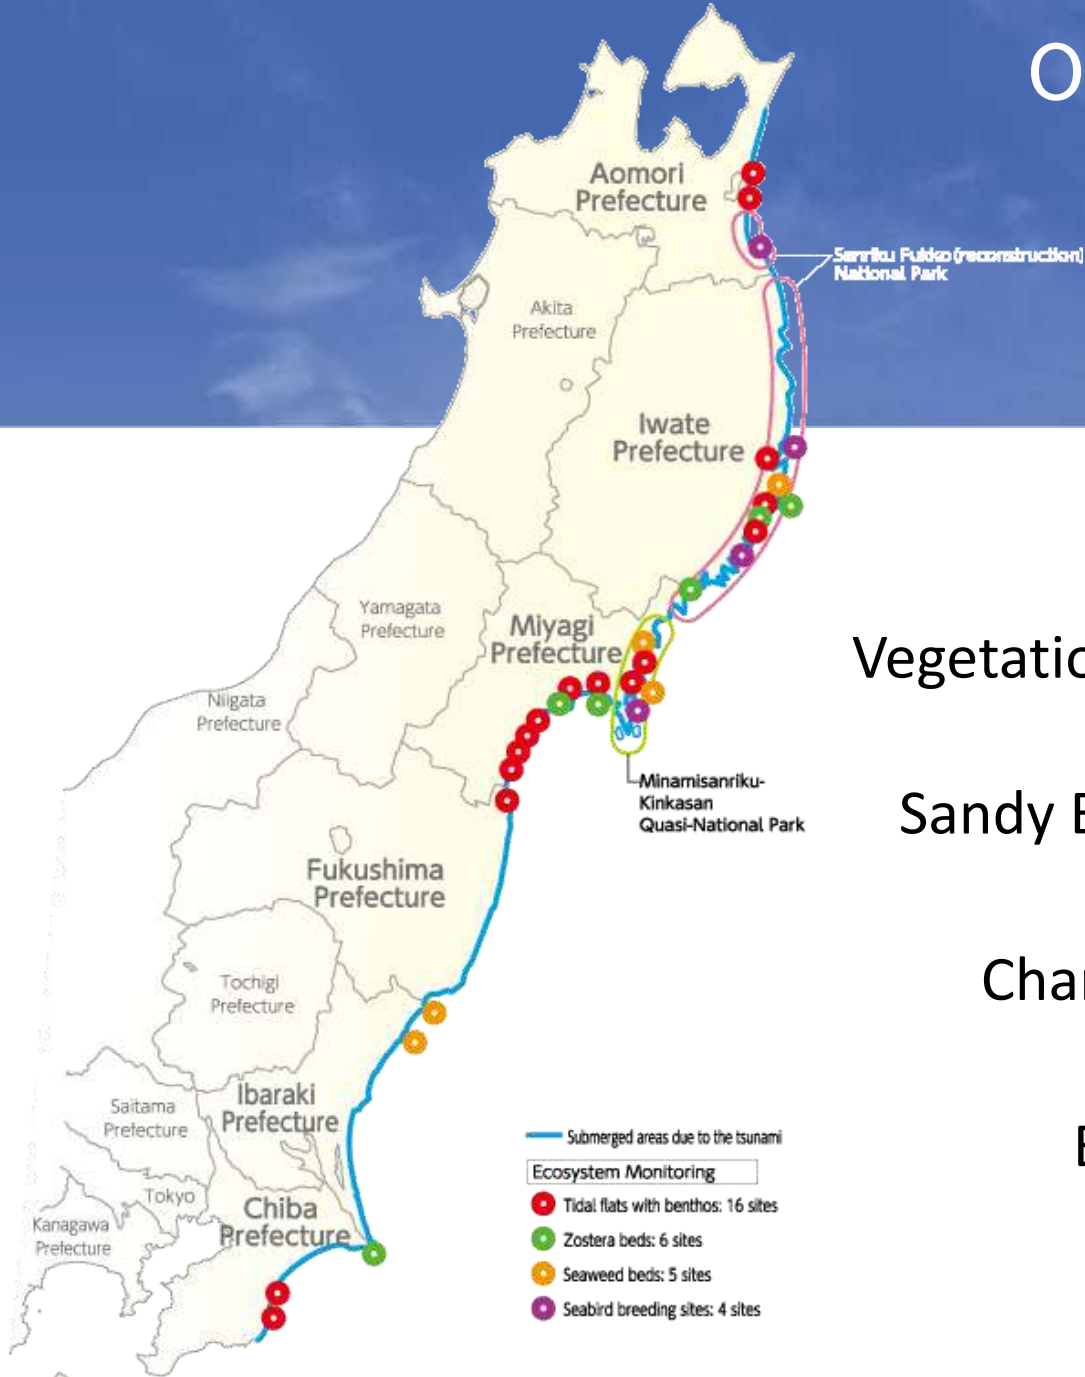 O
Aomori
Prefecture
Sanriku Fukko (reconstruction)
National Park
Akita
Prefecture
Iwate
Prefecture
Yamagata
Prefecture
Miyagi
Prefecture
Niigata
Prefecture
Minamisanriku-
Kinkasan
Quasi-National Park
Fukushima
Prefecture
Tochigi
Prefecture
Ibaraki
Prefecture
Saitama
Prefecture
Tokyo
Chiba
Prefecture
Kanagawa
Prefecture
Submerged areas due to the tsunami
Ecosystem Monitoring
Tidal flats with benthos: 16 sites
Zostera beds: 6 sites
Seaweed beds: 5 sites
Seabird breeding sites: 4 sites
Sandy